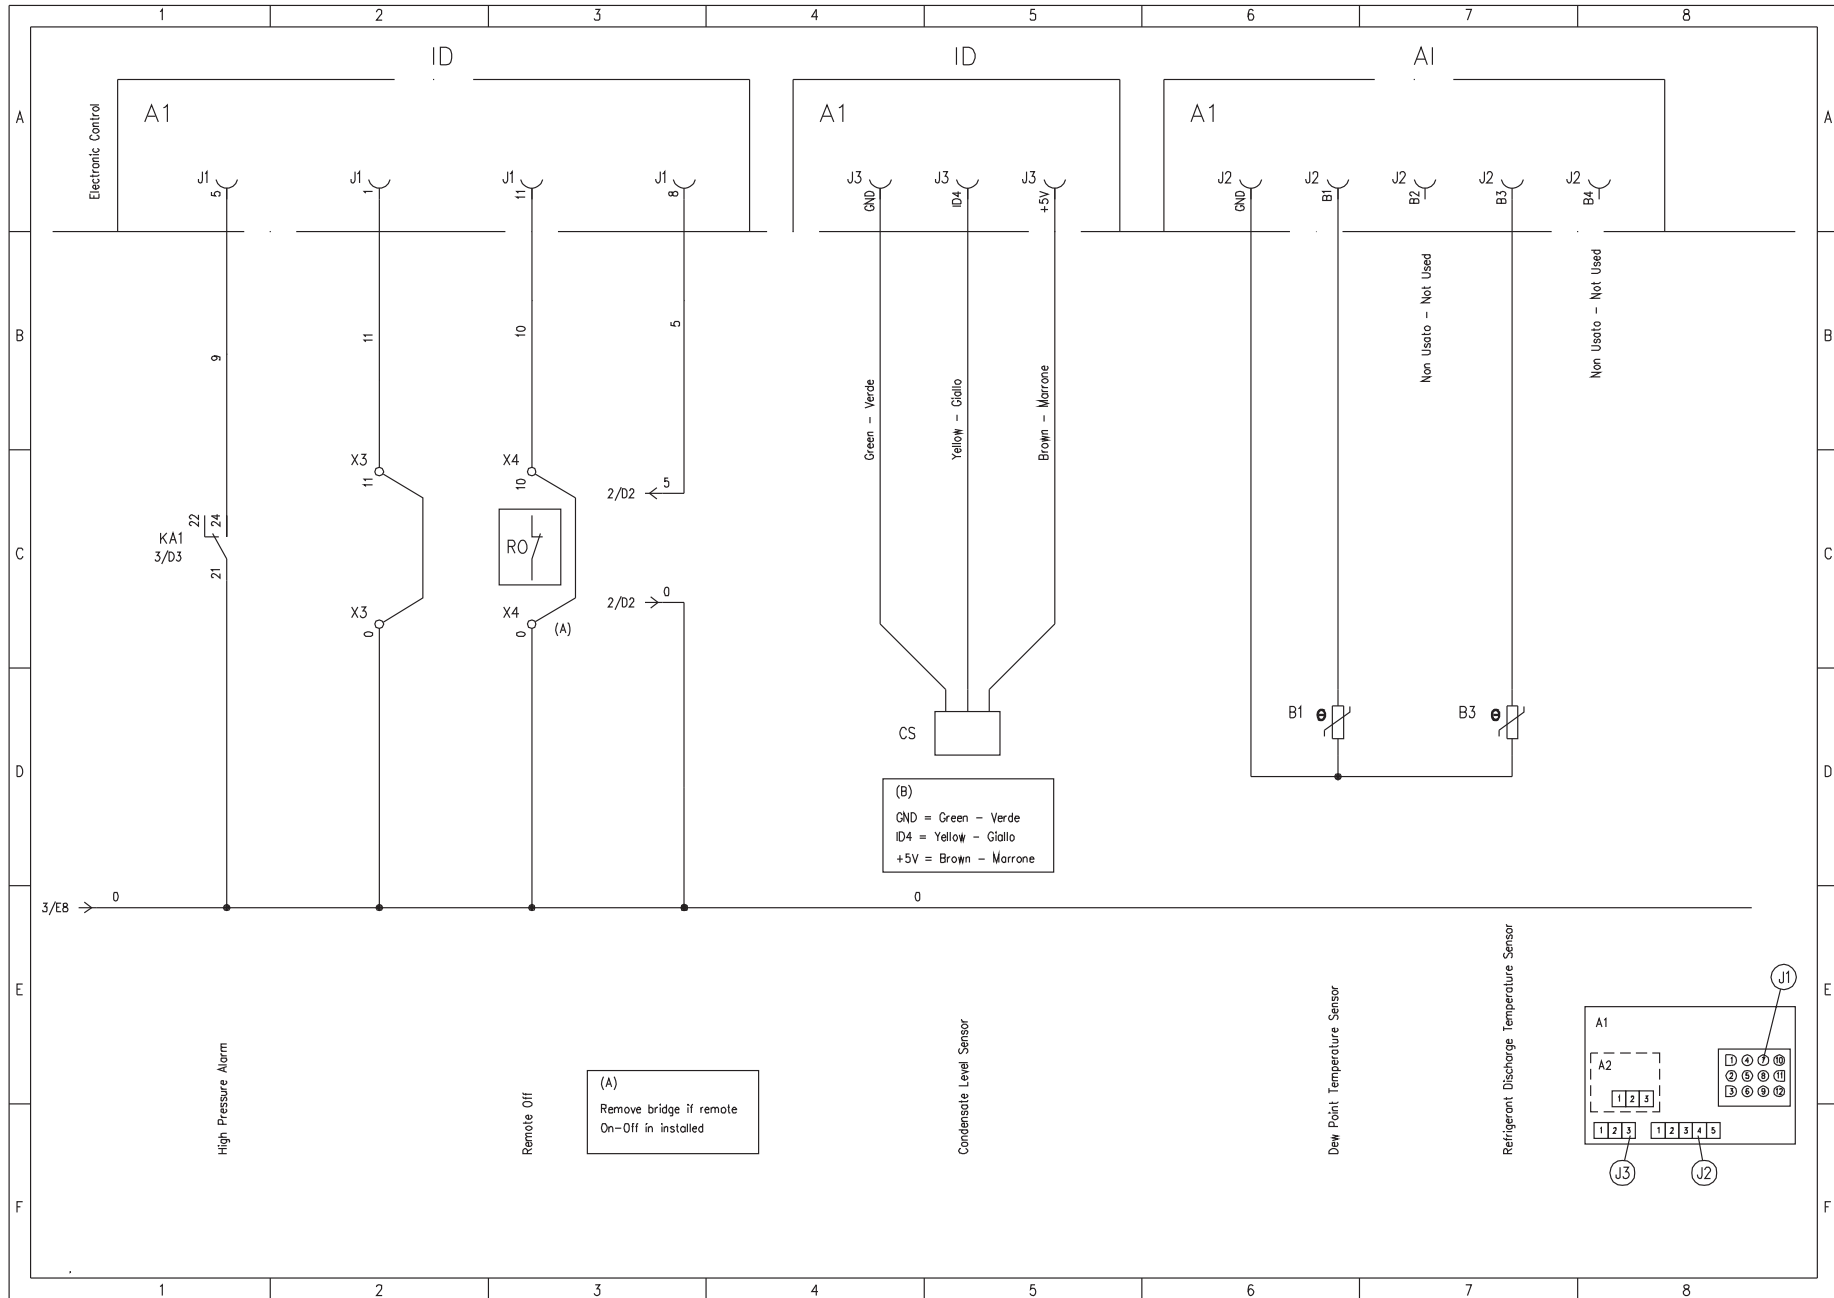 1 2 3 4 5 6 7 8
ID ID AI
A A
Electronic Control
A1 A1 A1
J1 J1 J1 J1 J3 J3 J3 J2 J2 J2 J2 J2
5 1 11 8 GND ID4 +5V GND B1 B2 B3 B4
B B
9 11 10 5
Green - Verde
Yellow - Giallo
Brown - Marrone
Non Usato - Not Used
Non Usato - Not Used
X3 X4
11 10
2/D2 5
C C
22 24
KA1
3/D3
21
RO
2/D2 0
X3 X4
0 0 (A)
B1 θ B3 θ
CS
D D
(B)
GND = Green - Verde
ID4 = Yellow - Giallo
+5V = Brown - Marrone
3/E8 0 0
E E
High Pressure Alarm
Remote Off
(A)
Remove bridge if remote
On-Off in installed
Condensate Level Sensor
Dew Point Temperature Sensor
Refrigerant Discharge Temperature Sensor
J1
A1
A2
1 4 7 10
2 5 8 11
3 6 9 12
1 2 3
1 2 3 1 2 3 4 5
J3 J2
F F
1 2 3 4 5 6 7 8